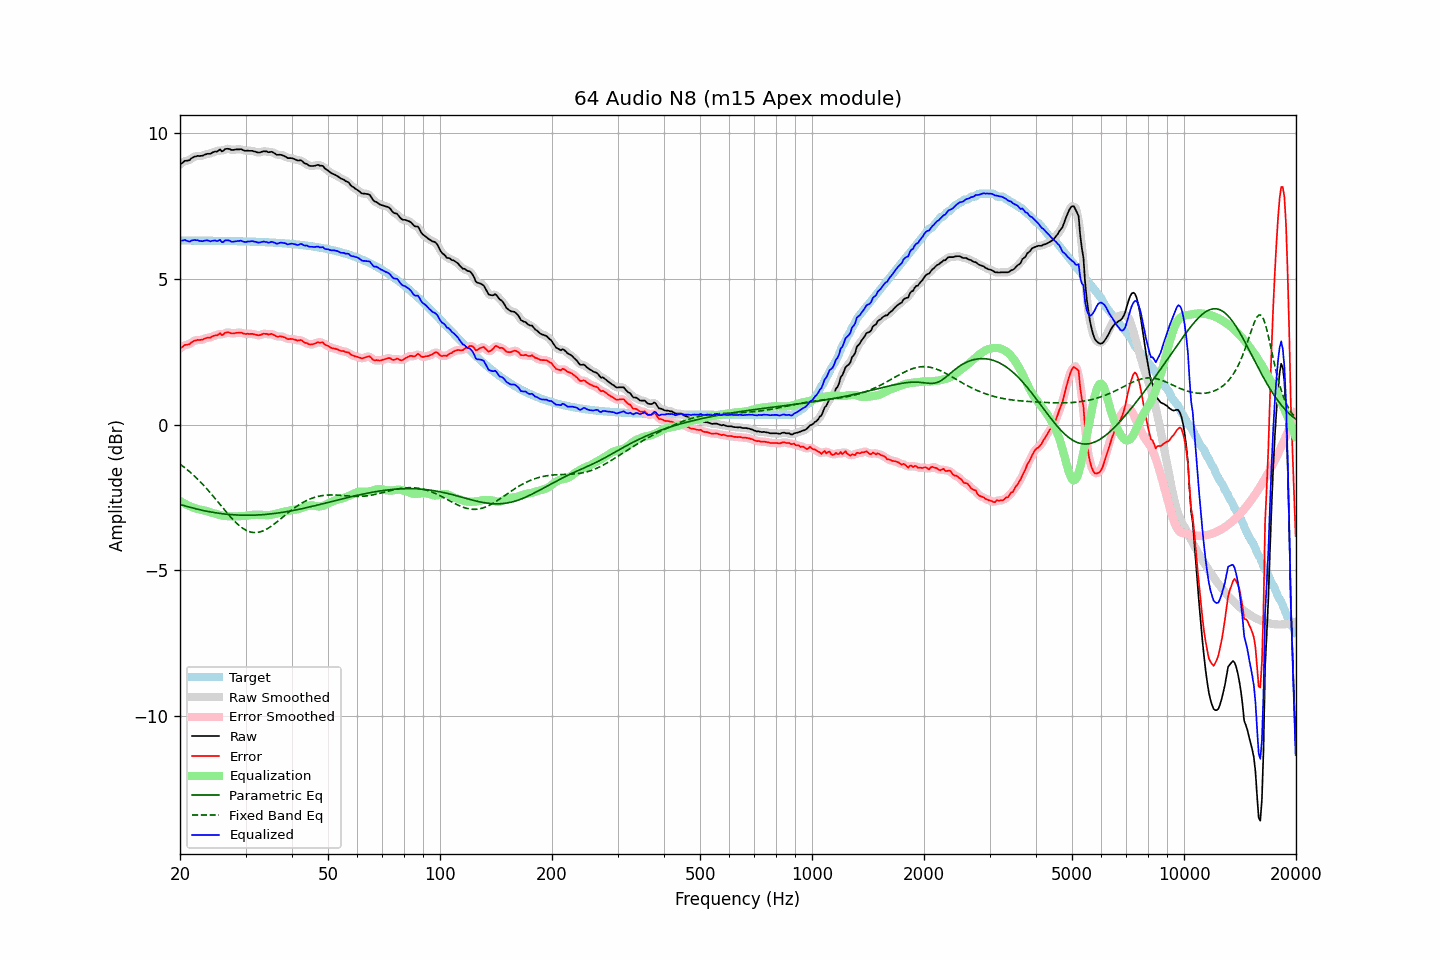 64 Audio N8 (m15 Apex module)
10
5
0
−5
−10
Amplitude (dBr)
Target
Raw Smoothed
Error Smoothed
Raw
Error
Equalization
Parametric Eq
Fixed Band Eq
Equalized
20 50 100 200 500 1000 2000 5000 10000 20000
Frequency (Hz)